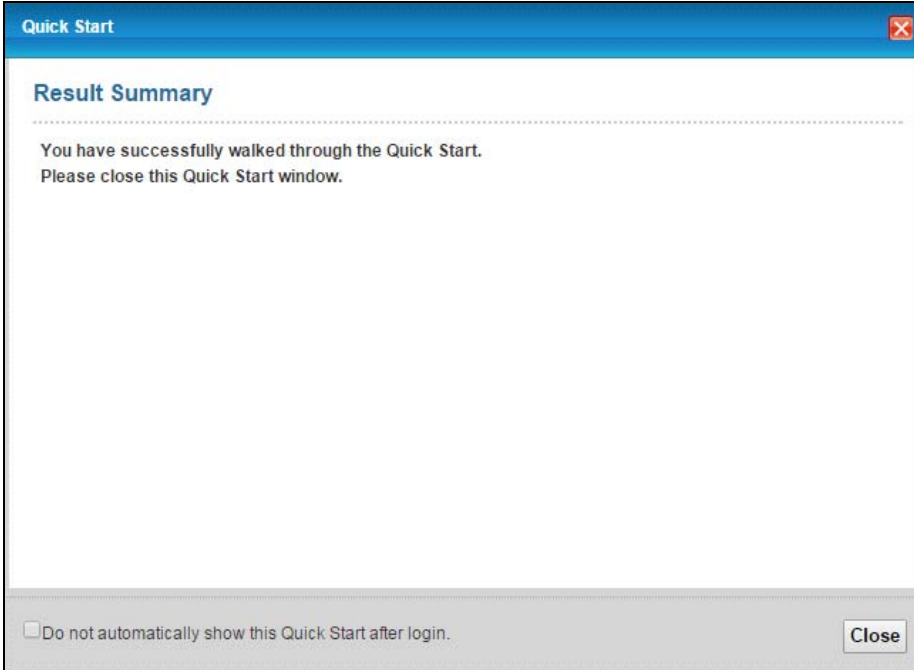 Quick Start
Result Summary
You have successfully walked through the Quick Start.
Please close this Quick Start window.
Do not automatically show this Quick Start after login.
Close